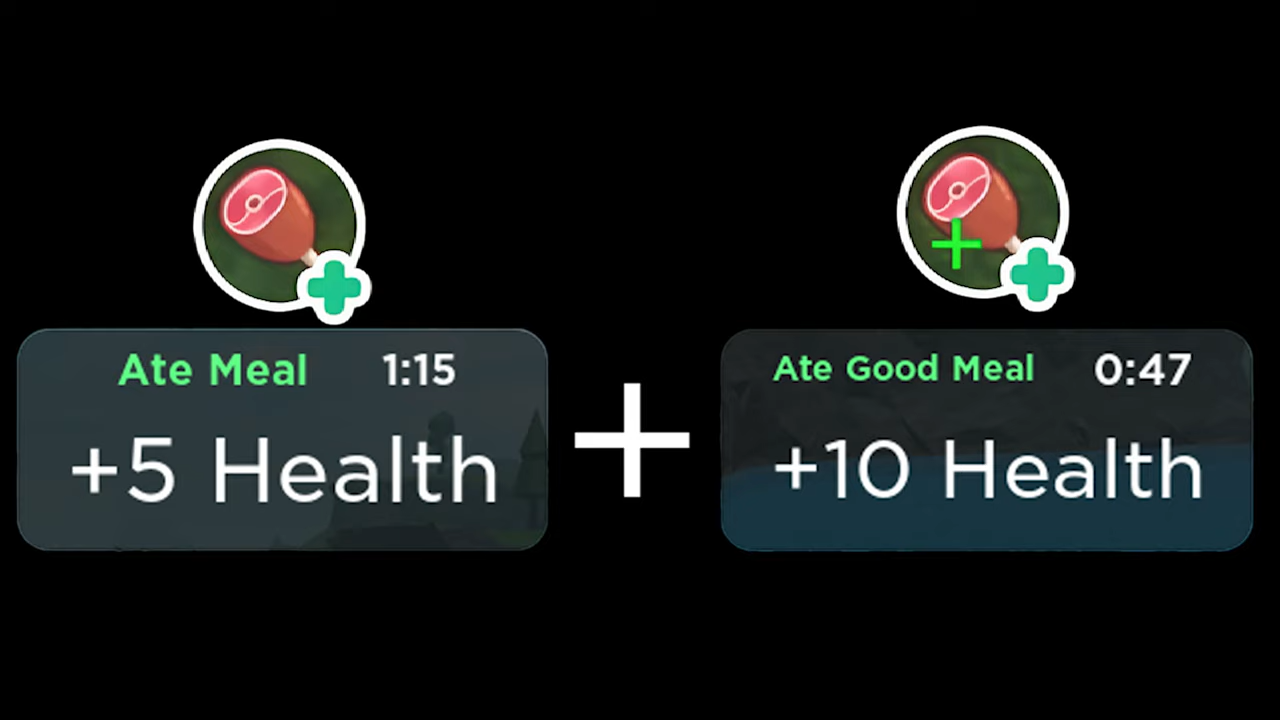 Ate Meal 1:15
+5 Health
+
Ate Good Meal 0:47
+10 Health